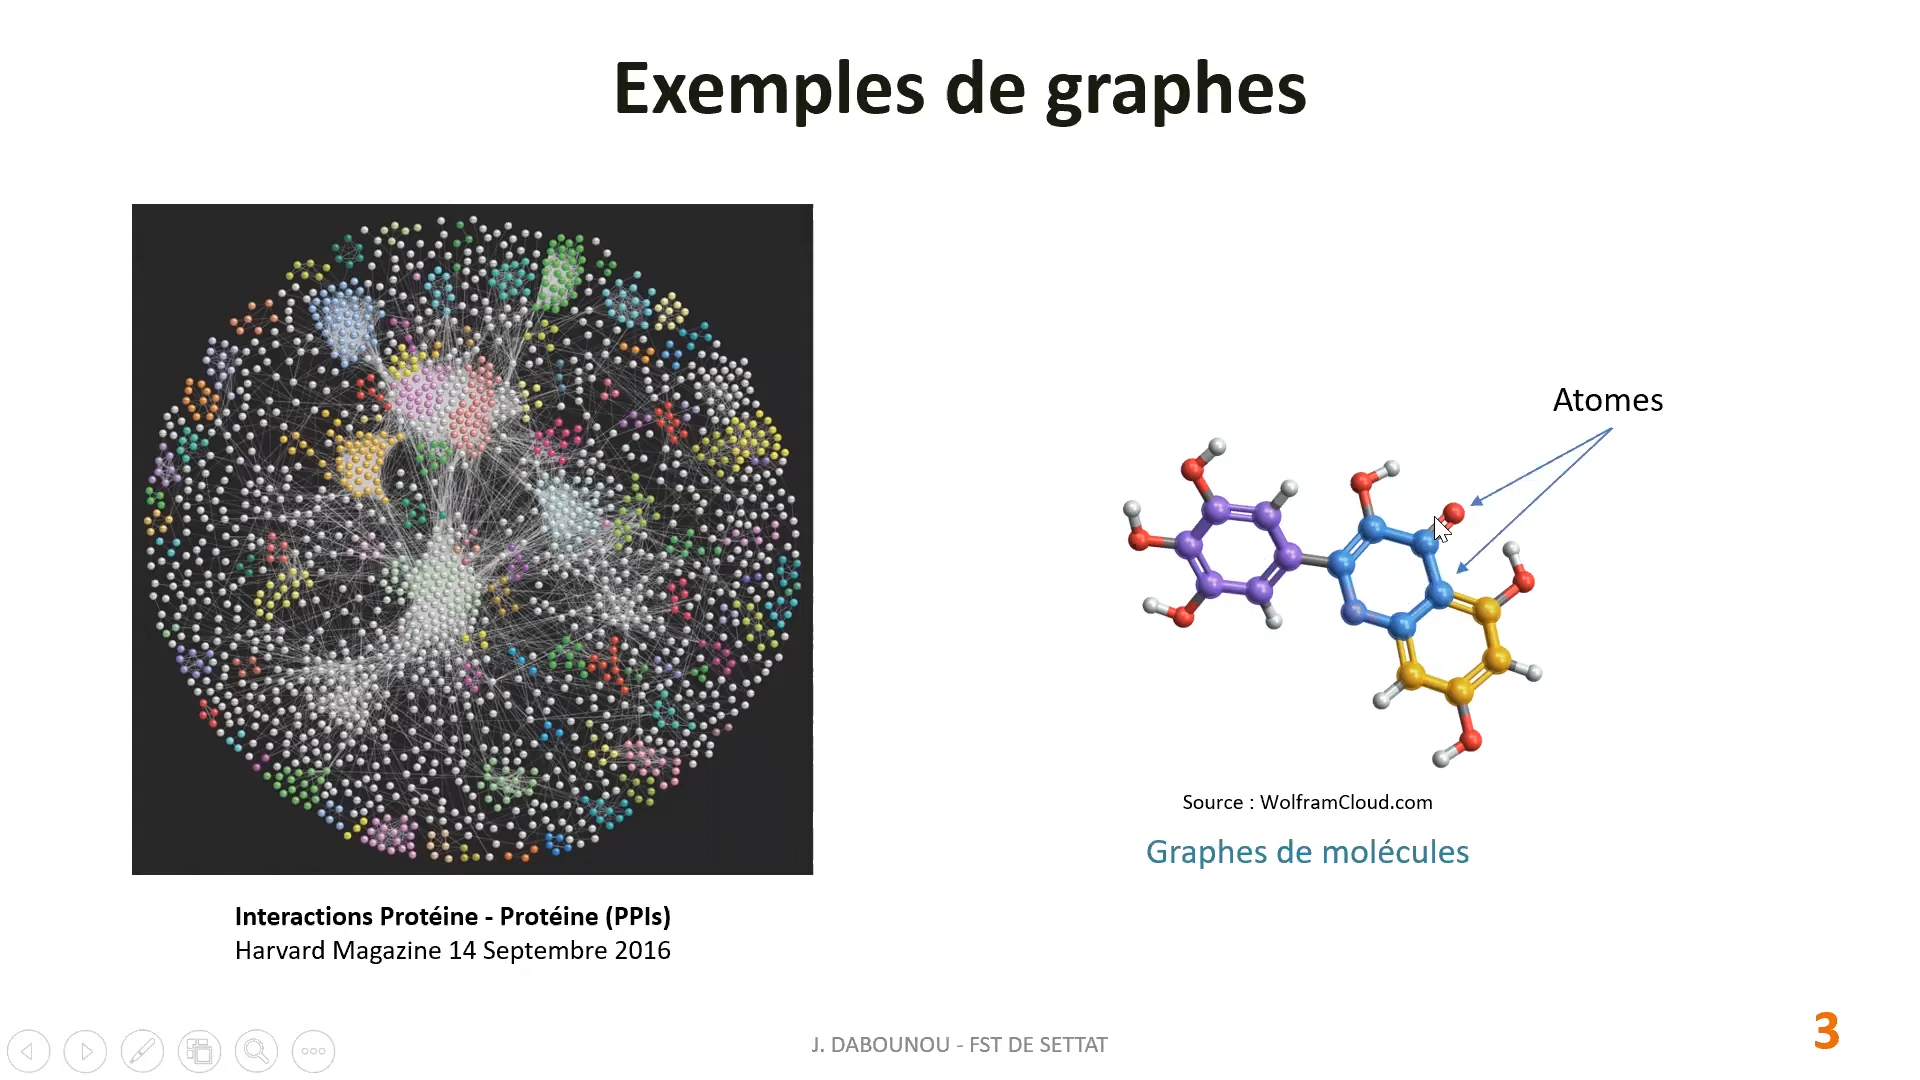 Exemples de graphes
Atomes
Source : WolframCloud.com
Graphes de molécules
Interactions Protéine - Protéine (PPIs)
Harvard Magazine 14 Septembre 2016
J. DABOUNOU - FST DE SETTAT
3